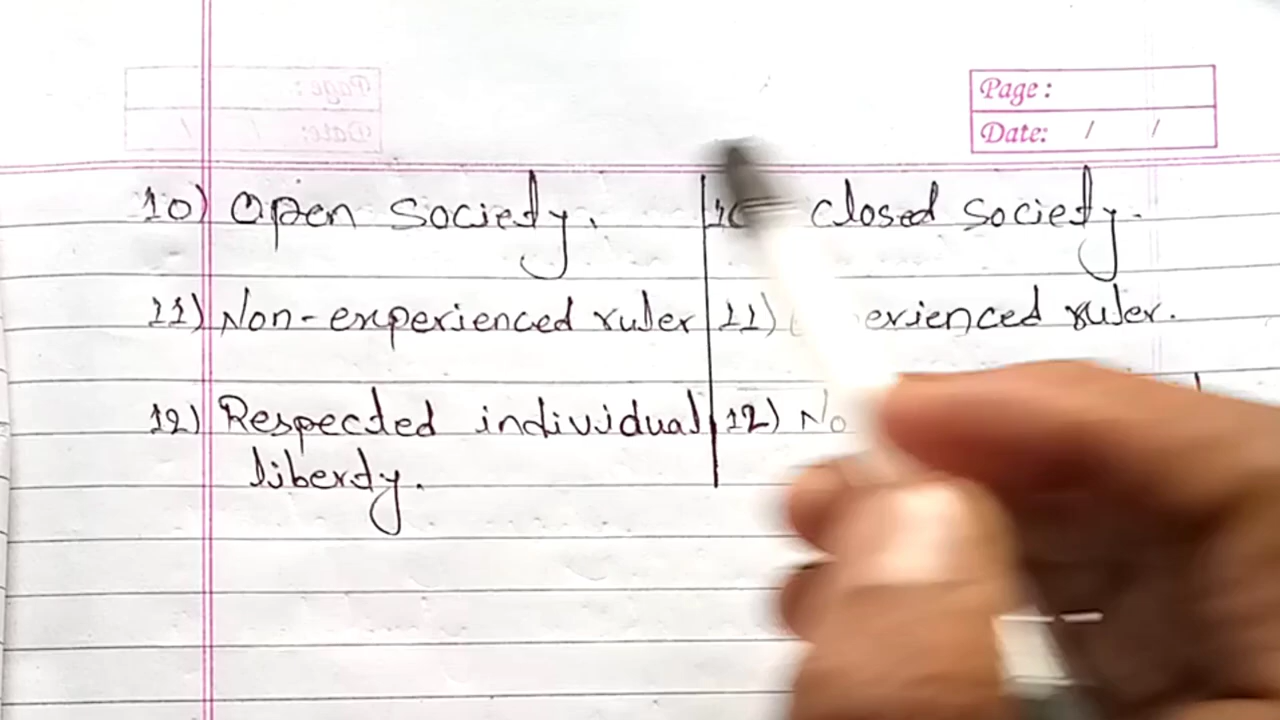 Page :
Date: / /
10) Open society. closed society.
11) Non-experienced ruler 11) erienced ruler.
12) Respected individual 12) No
liberty.